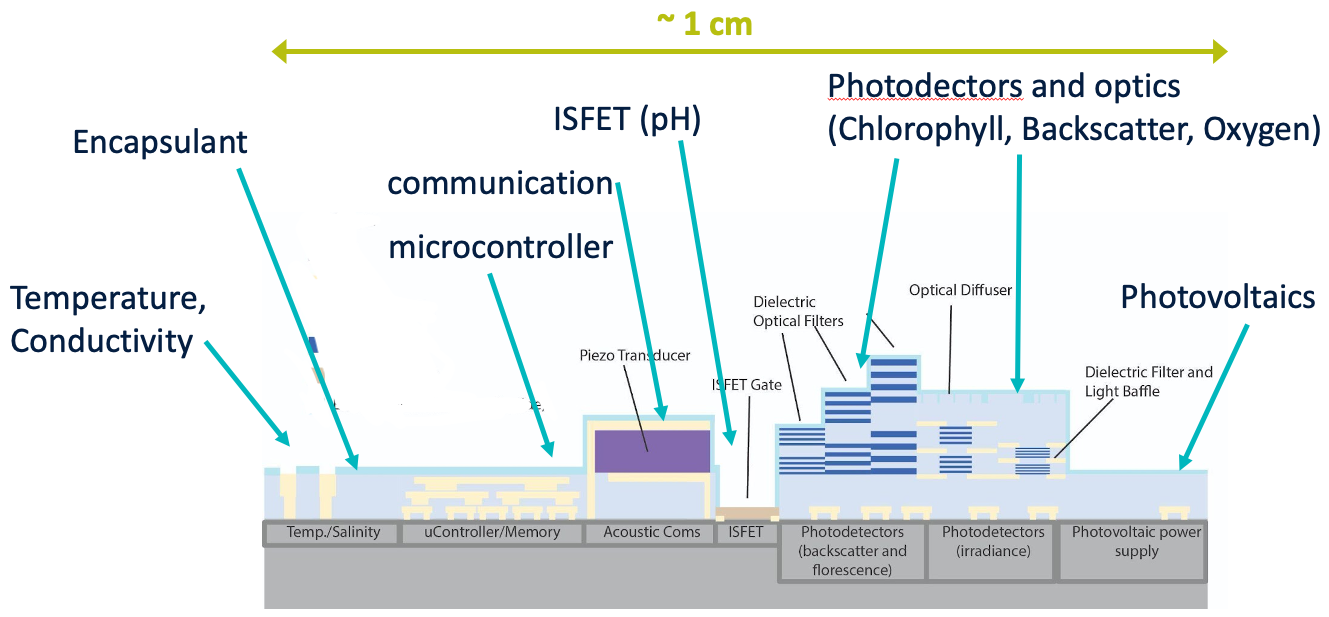 ~ 1 cm
Photodectors and optics
(Chlorophyll, Backscatter, Oxygen)
ISFET (pH)
Encapsulant
communication
microcontroller
Temperature,
Conductivity
Photovoltaics
Optical Diffuser
Dielectric
Optical Filters
Piezo Transducer
ISFET Gate
Dielectric Filter and
Light Baffle
Temp./Salinity
uController/Memory
Acoustic Coms
ISFET
Photodetectors
(backscatter and
florescence)
Photodetectors
(irradiance)
Photovoltaic power
supply